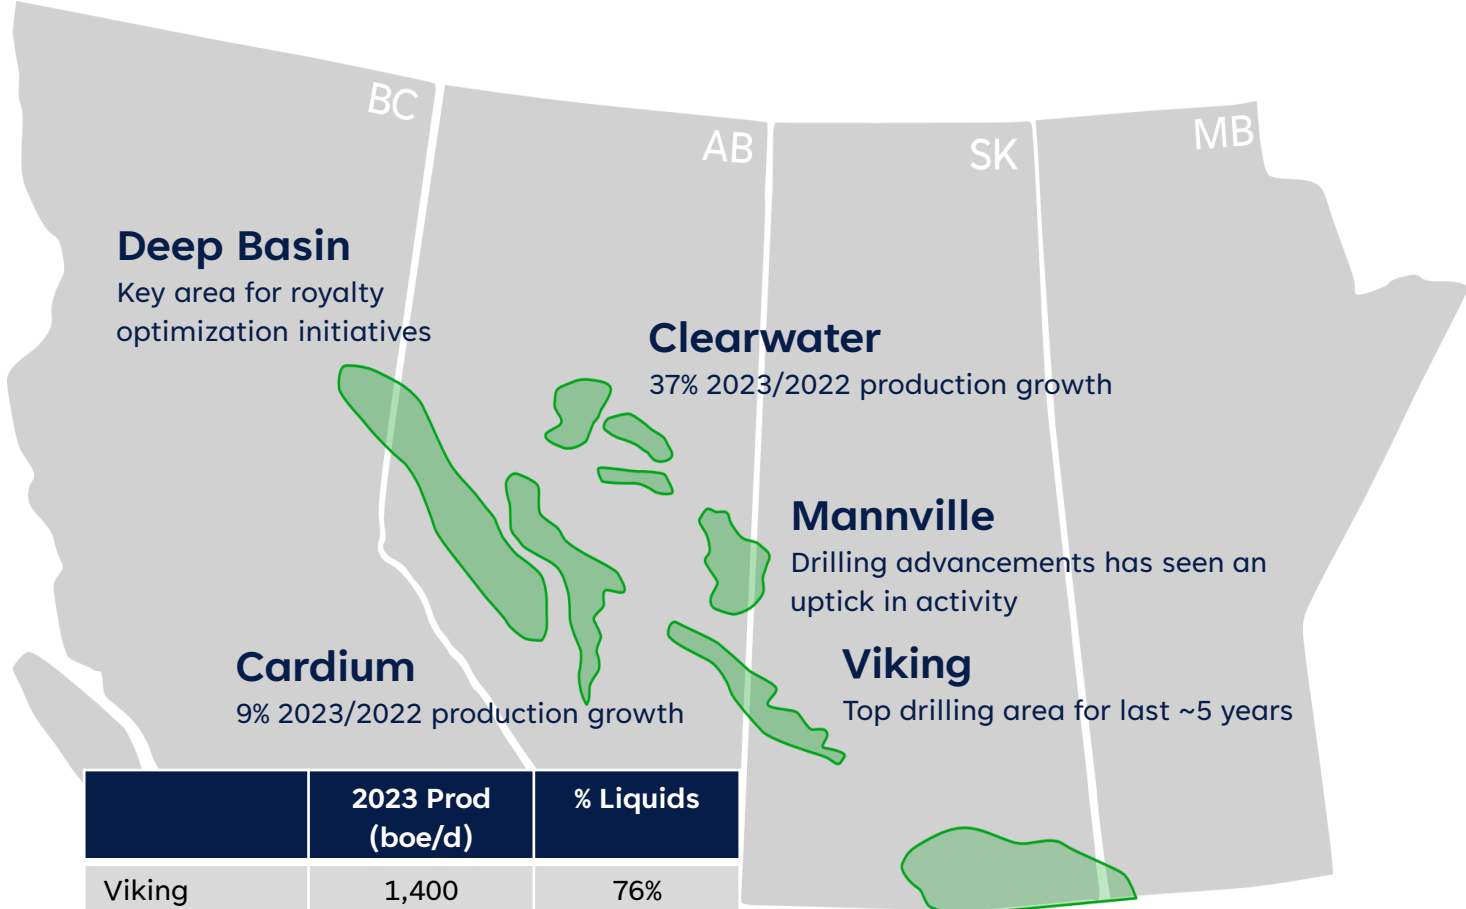 BC
AB
SK
MB
Deep Basin
Key area for royalty
optimization initiatives
Clearwater
37% 2023/2022 production growth
Mannville
Drilling advancements has seen an
uptick in activity
Viking
Top drilling area for last ~5 years
Cardium
9% 2023/2022 production growth
2023 Prod (boe/d) % Liquids
Viking 1,400 76%